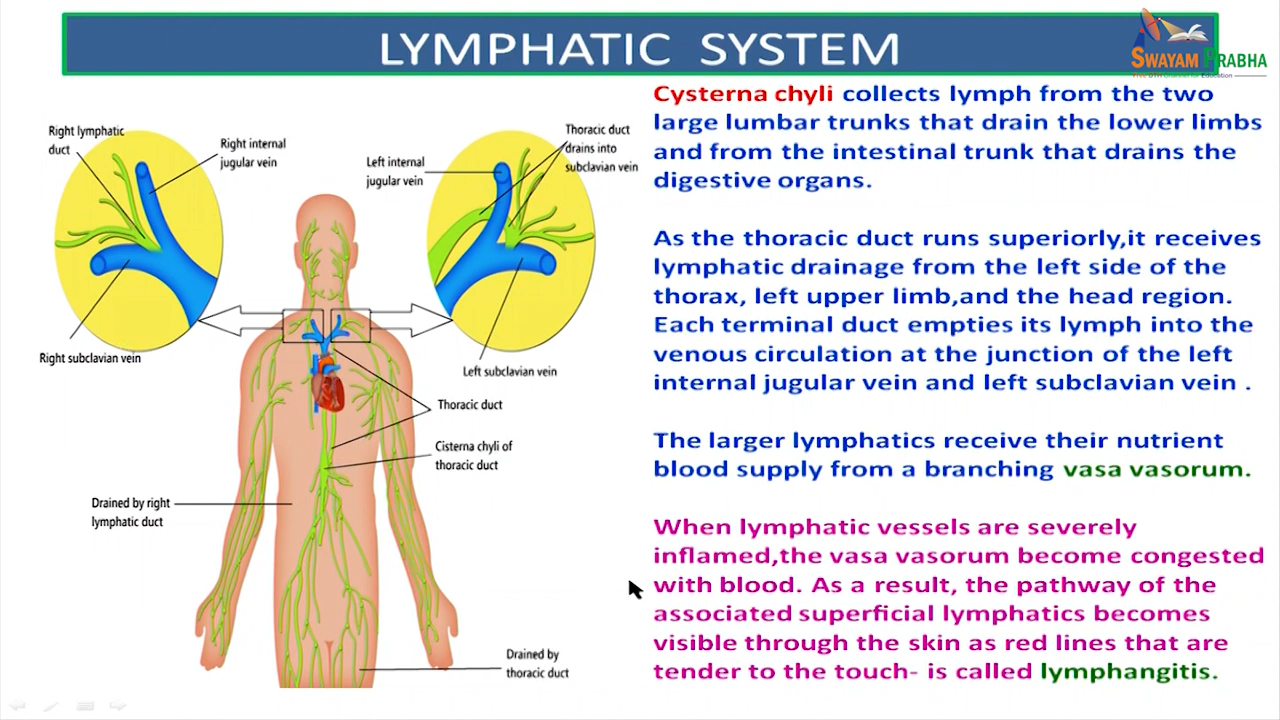 LYMPHATIC SYSTEM
SWAYAM PRABHA
Free DTH Channel for Education
Right lymphatic
duct
Right internal
jugular vein
Left internal
jugular vein
Thoracic duct
drains into
subclavian vein
Right subclavian vein
Left subclavian vein
Thoracic duct
Cisterna chyli of
thoracic duct
Drained by right
lymphatic duct
Drained by
thoracic duct
Cysterna chyli collects lymph from the two
large lumbar trunks that drain the lower limbs
and from the intestinal trunk that drains the
digestive organs.
As the thoracic duct runs superiorly,it receives
lymphatic drainage from the left side of the
thorax, left upper limb,and the head region.
Each terminal duct empties its lymph into the
venous circulation at the junction of the left
internal jugular vein and left subclavian vein .
The larger lymphatics receive their nutrient
blood supply from a branching vasa vasorum.
When lymphatic vessels are severely
inflamed,the vasa vasorum become congested
with blood. As a result, the pathway of the
associated superficial lymphatics becomes
visible through the skin as red lines that are
tender to the touch- is called lymphangitis.